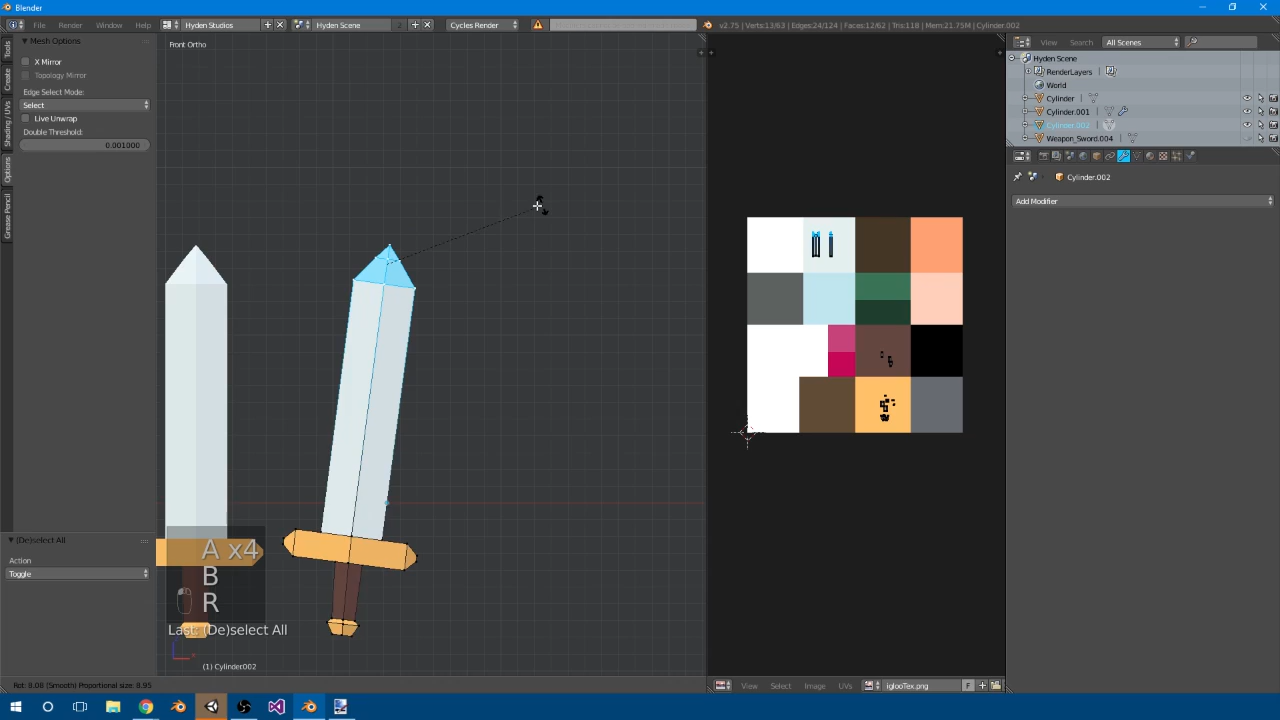 Blender
File Render Window Help
Hyden Studios
Hyden Scene
2
Cycles Render
v2.75 | Verts:13/63 | Edges:24/124 | Faces:12/62 | Tris:118 | Mem:21.75M | Cylinder.002
Mesh Options
X Mirror
Topology Mirror
Edge Select Mode:
Select
Live Unwrap
Double Threshold:
0.001000
Tools
Create
Shading / UVs
Options
Grease Pencil
Front Ortho
View Search All Scenes
Hyden Scene
RenderLayers
World
Cylinder
Cylinder.001
Cylinder.002
Weapon_Sword.004
Cylinder.002
Add Modifier
(De)select All
Action
Toggle
A x4
B
R
Last: (De)select All
(1) Cylinder.002
Rot: 8.08 (Smooth) Proportional size: 8.95
View Select Image UVs
iglooTex.png
F